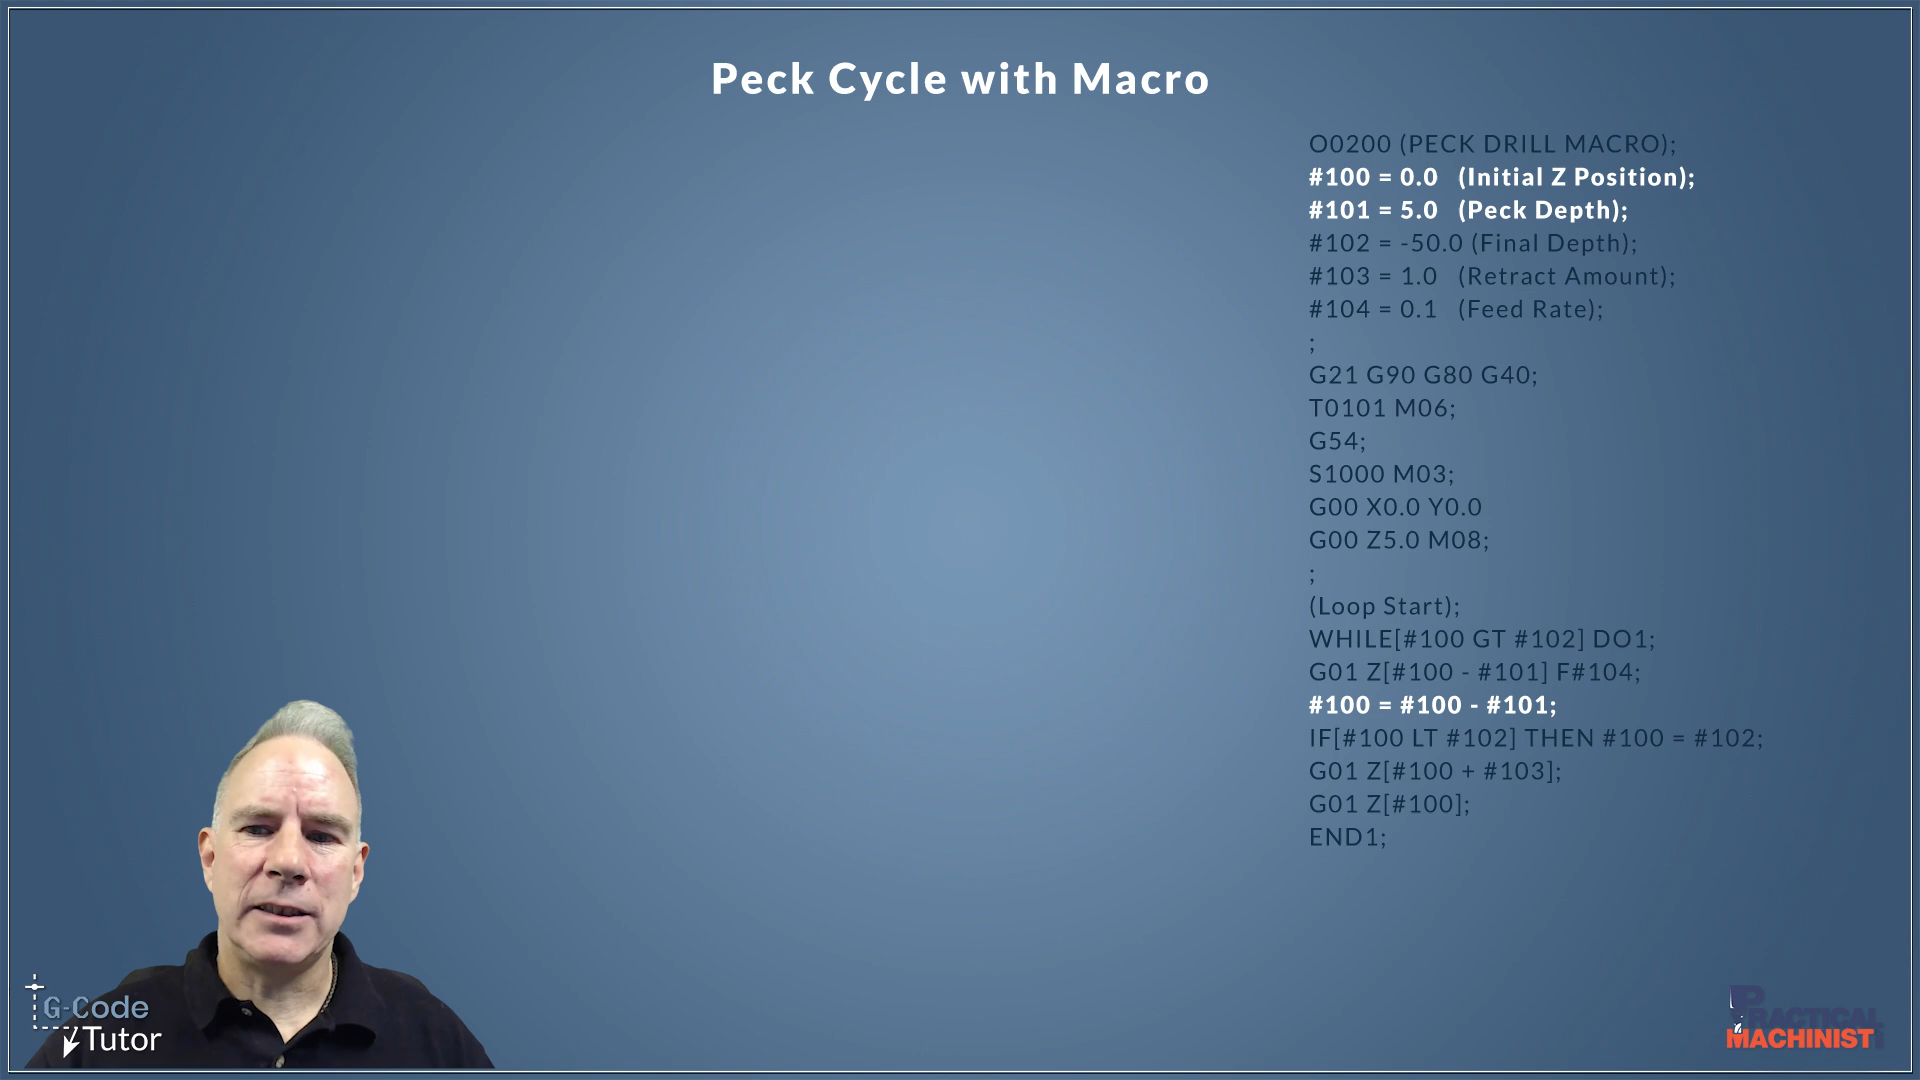 Peck Cycle with Macro
O0200 (PECK DRILL MACRO);
#100 = 0.0 (Initial Z Position);
#101 = 5.0 (Peck Depth);
#102 = -50.0 (Final Depth);
#103 = 1.0 (Retract Amount);
#104 = 0.1 (Feed Rate);
;
G21 G90 G80 G40;
T0101 M06;
G54;
S1000 M03;
G00 X0.0 Y0.0
G00 Z5.0 M08;
;
(Loop Start);
WHILE[#100 GT #102] DO1;
G01 Z[#100 - #101] F#104;
#100 = #100 - #101;
IF[#100 LT #102] THEN #100 = #102;
G01 Z[#100 + #103];
G01 Z[#100];
END1;
G-Code
Tutor
PRACTICAL
MACHINIST